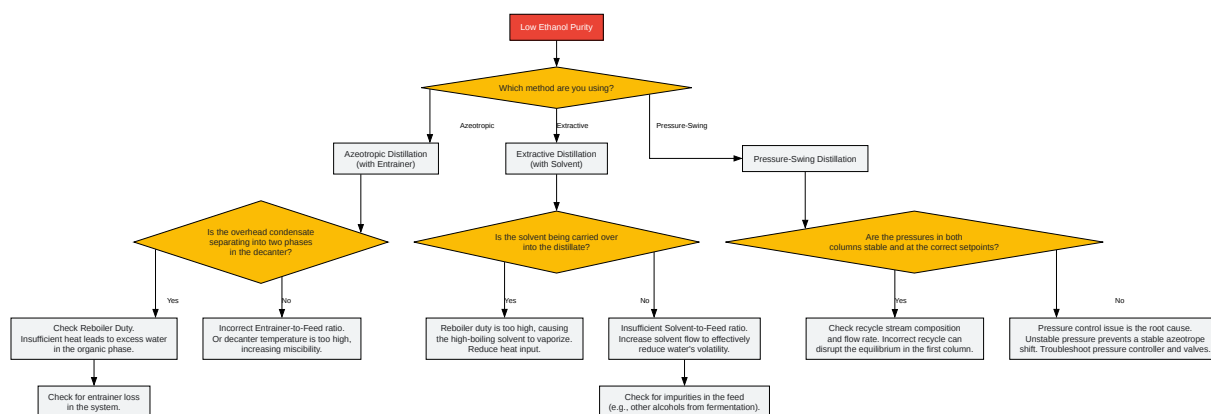 Low Ethanol Purity
Which method are you using?
Azeotropic
Extractive
Pressure-Swing
Azeotropic Distillation
(with Entrainer)
Extractive Distillation
(with Solvent)
Pressure-Swing Distillation
Is the overhead condensate
separating into two phases
in the decanter?
Is the solvent being carried over
into the distillate?
Are the pressures in both
columns stable and at the correct setpoints?
Yes
No
Yes
No
Yes
No
Check Reboiler Duty.
Insufficient heat leads to excess water
in the organic phase.
Incorrect Entrainer-to-Feed ratio.
Or decanter temperature is too high,
increasing miscibility.
Reboiler duty is too high, causing
the high-boiling solvent to vaporize.
Reduce heat input.
Insufficient Solvent-to-Feed ratio.
Increase solvent flow to effectively
reduce water's volatility.
Check recycle stream composition
and flow rate. Incorrect recycle can
disrupt the equilibrium in the first column.
Pressure control issue is the root cause.
Unstable pressure prevents a stable azeotrope
shift. Troubleshoot pressure controller and valves.
Check for entrainer loss
in the system.
Check for impurities in the feed
(e.g., other alcohols from fermentation).